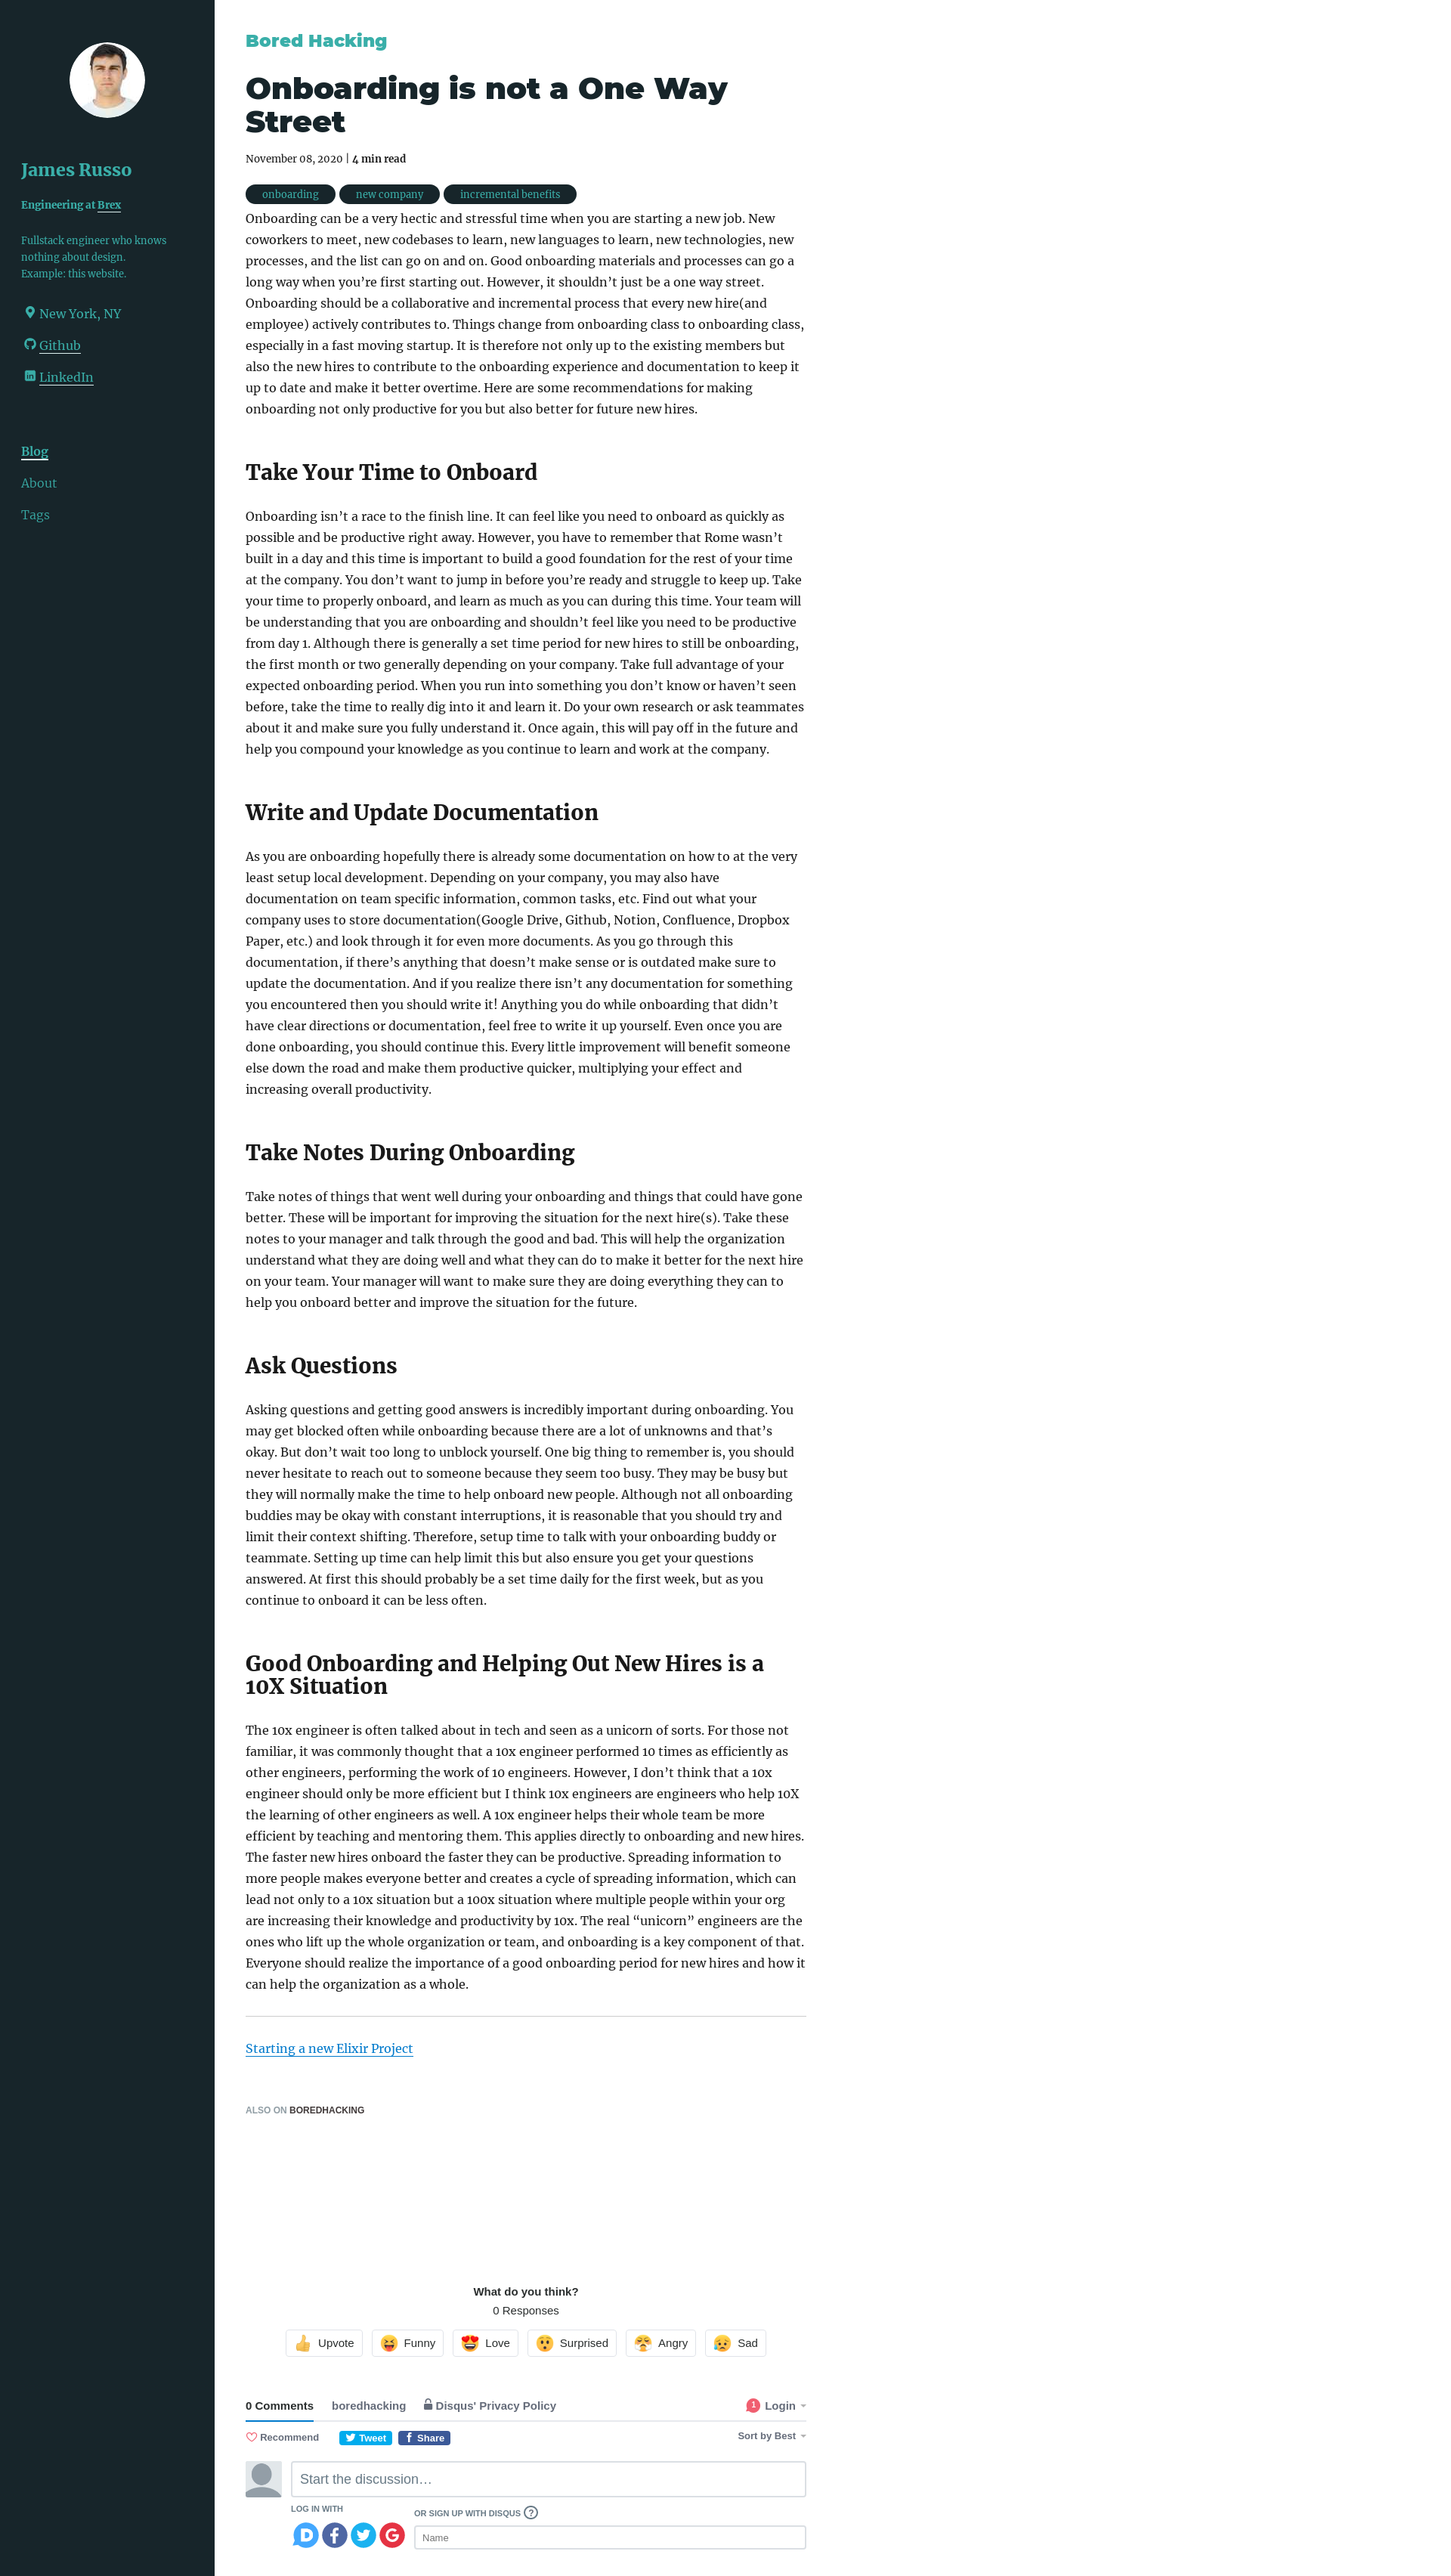 James Russo
Engineering at Brex
Fullstack engineer who knows
nothing about design.
Example: this website.
New York, NY
Github
LinkedIn
Blog
About
Tags
Bored Hacking
Onboarding is not a One Way
Street
November 08, 2020 | 4 min read
onboarding new company incremental benefits
Onboarding can be a very hectic and stressful time when you are starting a new job. New
coworkers to meet, new codebases to learn, new languages to learn, new technologies, new
processes, and the list can go on and on. Good onboarding materials and processes can go a
long way when you’re first starting out. However, it shouldn’t just be a one way street.
Onboarding should be a collaborative and incremental process that every new hire(and
employee) actively contributes to. Things change from onboarding class to onboarding class,
especially in a fast moving startup. It is therefore not only up to the existing members but
also the new hires to contribute to the onboarding experience and documentation to keep it
up to date and make it better overtime. Here are some recommendations for making
onboarding not only productive for you but also better for future new hires.
Take Your Time to Onboard
Onboarding isn’t a race to the finish line. It can feel like you need to onboard as quickly as
possible and be productive right away. However, you have to remember that Rome wasn’t
built in a day and this time is important to build a good foundation for the rest of your time
at the company. You don’t want to jump in before you’re ready and struggle to keep up. Take
your time to properly onboard, and learn as much as you can during this time. Your team will
be understanding that you are onboarding and shouldn’t feel like you need to be productive
from day 1. Although there is generally a set time period for new hires to still be onboarding,
the first month or two generally depending on your company. Take full advantage of your
expected onboarding period. When you run into something you don’t know or haven’t seen
before, take the time to really dig into it and learn it. Do your own research or ask teammates
about it and make sure you fully understand it. Once again, this will pay off in the future and
help you compound your knowledge as you continue to learn and work at the company.
Write and Update Documentation
As you are onboarding hopefully there is already some documentation on how to at the very
least setup local development. Depending on your company, you may also have
documentation on team specific information, common tasks, etc. Find out what your
company uses to store documentation(Google Drive, Github, Notion, Confluence, Dropbox
Paper, etc.) and look through it for even more documents. As you go through this
documentation, if there’s anything that doesn’t make sense or is outdated make sure to
update the documentation. And if you realize there isn’t any documentation for something
you encountered then you should write it! Anything you do while onboarding that didn’t
have clear directions or documentation, feel free to write it up yourself. Even once you are
done onboarding, you should continue this. Every little improvement will benefit someone
else down the road and make them productive quicker, multiplying your effect and
increasing overall productivity.
Take Notes During Onboarding
Take notes of things that went well during your onboarding and things that could have gone
better. These will be important for improving the situation for the next hire(s). Take these
notes to your manager and talk through the good and bad. This will help the organization
understand what they are doing well and what they can do to make it better for the next hire
on your team. Your manager will want to make sure they are doing everything they can to
help you onboard better and improve the situation for the future.
Ask Questions
Asking questions and getting good answers is incredibly important during onboarding. You
may get blocked often while onboarding because there are a lot of unknowns and that’s
okay. But don’t wait too long to unblock yourself. One big thing to remember is, you should
never hesitate to reach out to someone because they seem too busy. They may be busy but
they will normally make the time to help onboard new people. Although not all onboarding
buddies may be okay with constant interruptions, it is reasonable that you should try and
limit their context shifting. Therefore, setup time to talk with your onboarding buddy or
teammate. Setting up time can help limit this but also ensure you get your questions
answered. At first this should probably be a set time daily for the first week, but as you
continue to onboard it can be less often.
Good Onboarding and Helping Out New Hires is a
10X Situation
The 10x engineer is often talked about in tech and seen as a unicorn of sorts. For those not
familiar, it was commonly thought that a 10x engineer performed 10 times as efficiently as
other engineers, performing the work of 10 engineers. However, I don’t think that a 10x
engineer should only be more efficient but I think 10x engineers are engineers who help 10X
the learning of other engineers as well. A 10x engineer helps their whole team be more
efficient by teaching and mentoring them. This applies directly to onboarding and new hires.
The faster new hires onboard the faster they can be productive. Spreading information to
more people makes everyone better and creates a cycle of spreading information, which can
lead not only to a 10x situation but a 100x situation where multiple people within your org
are increasing their knowledge and productivity by 10x. The real “unicorn” engineers are the
ones who lift up the whole organization or team, and onboarding is a key component of that.
Everyone should realize the importance of a good onboarding period for new hires and how it
can help the organization as a whole.
Starting a new Elixir Project
ALSO ON BOREDHACKING
What do you think?
0 Responses
Upvote Funny Love Surprised Angry Sad
0 Comments boredhacking Disqus' Privacy Policy 1 Login
Recommend Tweet Share Sort by Best
Start the discussion…
LOG IN WITH
OR SIGN UP WITH DISQUS ?
Name